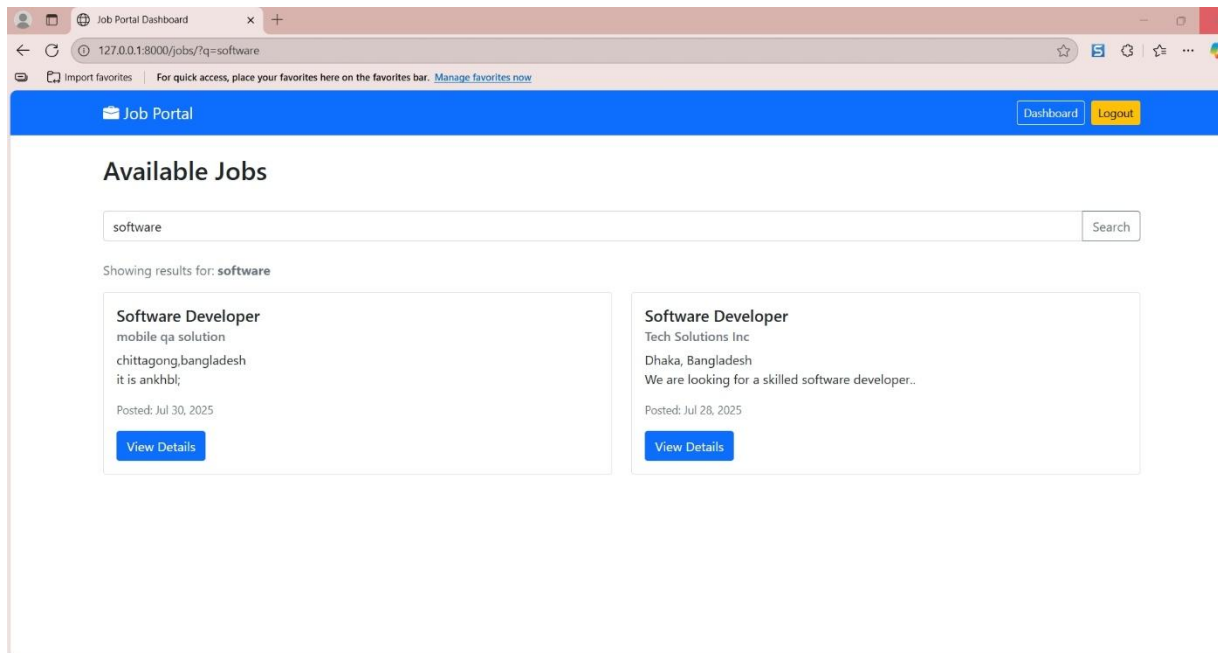 Job Portal Dashboard
127.0.0.1:8000/jobs/?q=software
Import favorites For quick access, place your favorites here on the favorites bar. Manage favorites now
Job Portal Dashboard Logout
Available Jobs
software Search
Showing results for: software
Software Developer
mobile qa solution
chittagong,bangladesh
it is ankhbl;
Posted: Jul 30, 2025
View Details
Software Developer
Tech Solutions Inc
Dhaka, Bangladesh
We are looking for a skilled software developer..
Posted: Jul 28, 2025
View Details